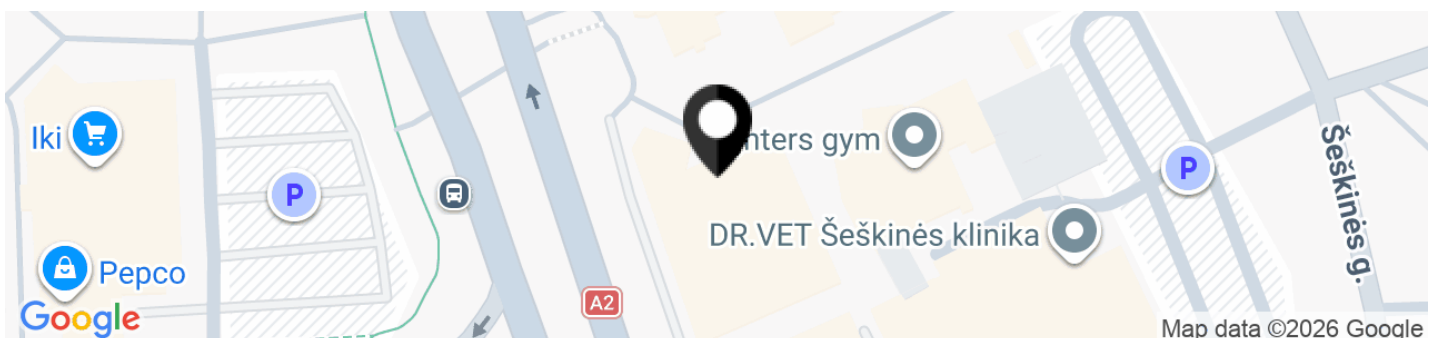 Iki
P
nters gym
P
Šeškinės g.
DR.VET Šeškinės klinika
Pepco
A2
Google
Map data ©2026 Google